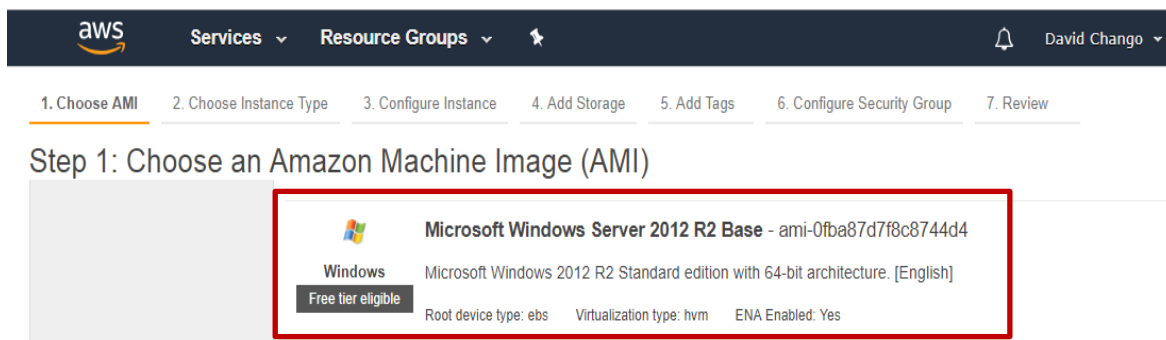 aws Services Resource Groups David Chango
1. Choose AMI 2. Choose Instance Type 3. Configure Instance 4. Add Storage 5. Add Tags 6. Configure Security Group 7. Review
Step 1: Choose an Amazon Machine Image (AMI)
Microsoft Windows Server 2012 R2 Base - ami-0fba87d7f8c8744d4
Windows
Free tier eligible
Microsoft Windows 2012 R2 Standard edition with 64-bit architecture. [English]
Root device type: ebs Virtualization type: hvm ENA Enabled: Yes